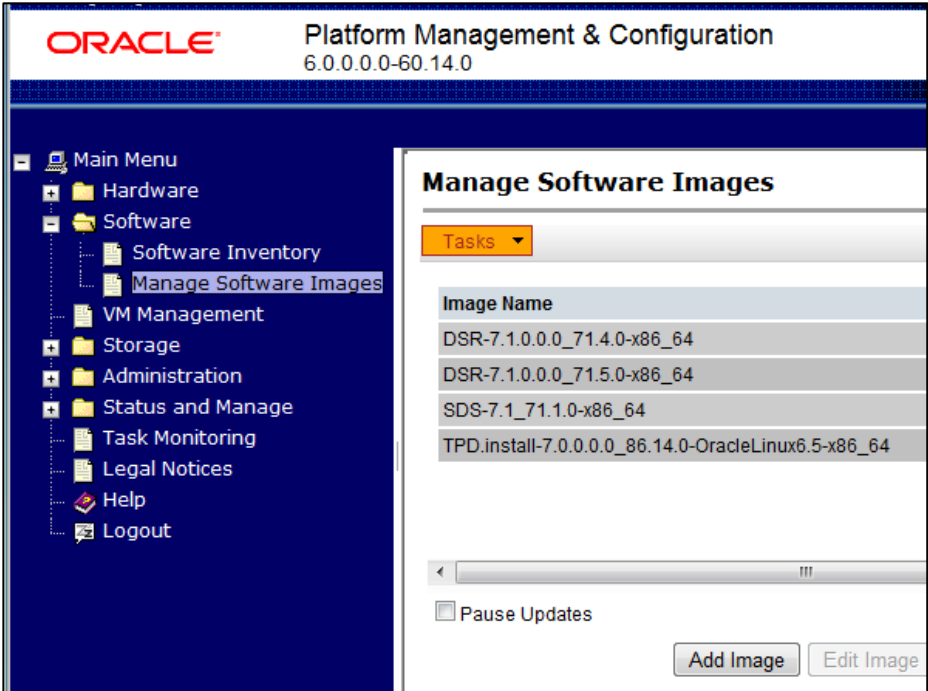 ORACLE
Platform Management & Configuration
6.0.0.0.0-60.14.0
Main Menu
Hardware
Software
Software Inventory
Manage Software Images
VM Management
Storage
Administration
Status and Manage
Task Monitoring
Legal Notices
Help
Logout
Manage Software Images
Tasks
Image Name
DSR-7.1.0.0.0_71.4.0-x86_64
DSR-7.1.0.0.0_71.5.0-x86_64
SDS-7.1_71.1.0-x86_64
TPD.install-7.0.0.0.0_86.14.0-OracleLinux6.5-x86_64
Pause Updates
Add Image
Edit Image